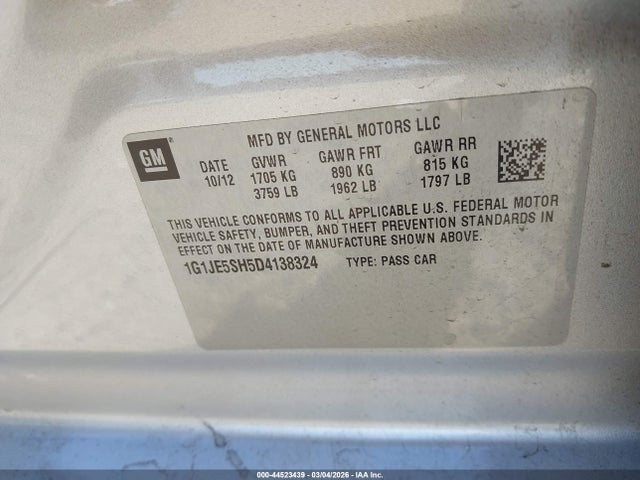 GM
MFD BY GENERAL MOTORS LLC
DATE GVWR GAWR FRT GAWR RR
10/12 1705 KG 890 KG 815 KG
3759 LB 1962 LB 1797 LB
THIS VEHICLE CONFORMS TO ALL APPLICABLE U.S. FEDERAL MOTOR
VEHICLE SAFETY, BUMPER, AND THEFT PREVENTION STANDARDS IN
EFFECT ON THE DATE OF MANUFACTURE SHOWN ABOVE.
1G1JE5SH5D4138324 TYPE: PASS CAR
000-44523439 - 03/04/2026 - IAA Inc.